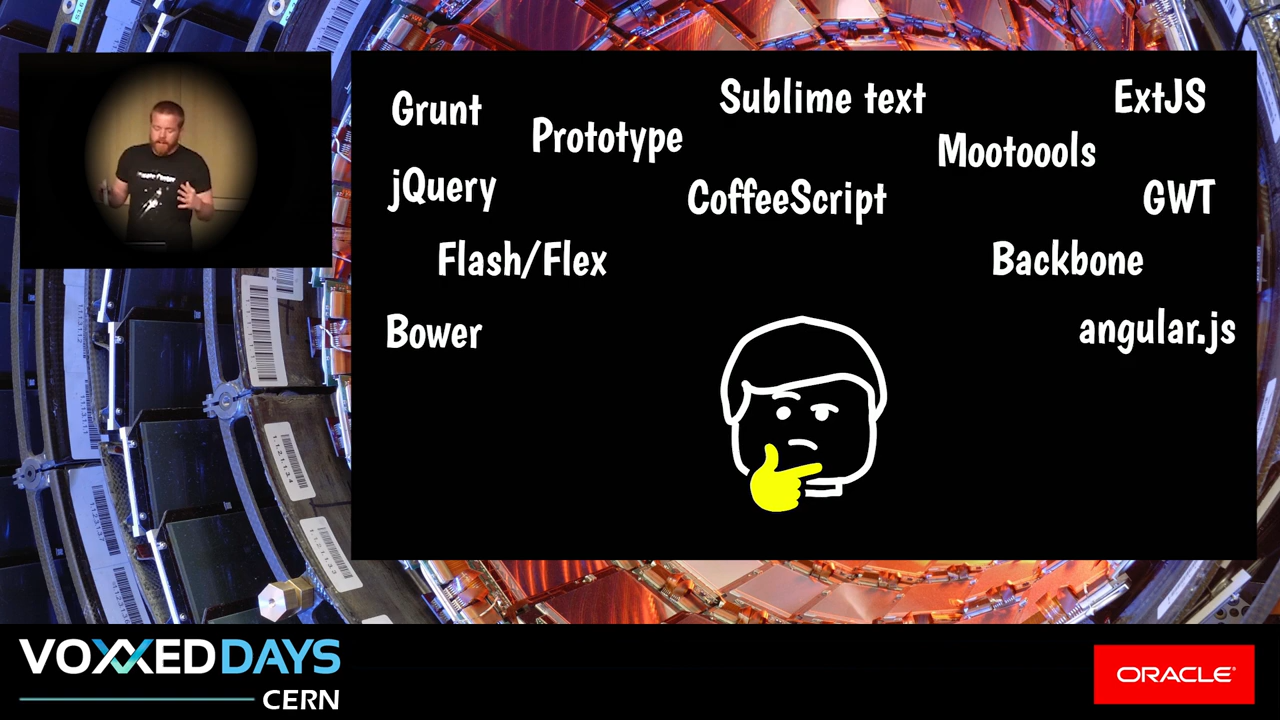 Grunt
Sublime text
ExtJS
Prototype
Mootoools
jQuery
CoffeeScript
GWT
Flash/Flex
Backbone
Bower
angular.js
VOXXEDDAYS
CERN
ORACLE